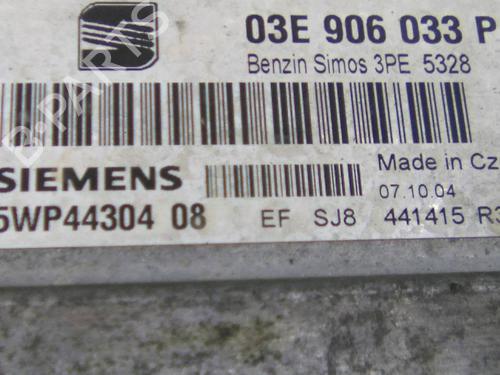 03E 906 033 P
Benzin Simos 3PE 5328
B-PARTS
SIEMENS
Made in Cz
07.10.04
5WP44304 08
EF SJ8 441415 R3